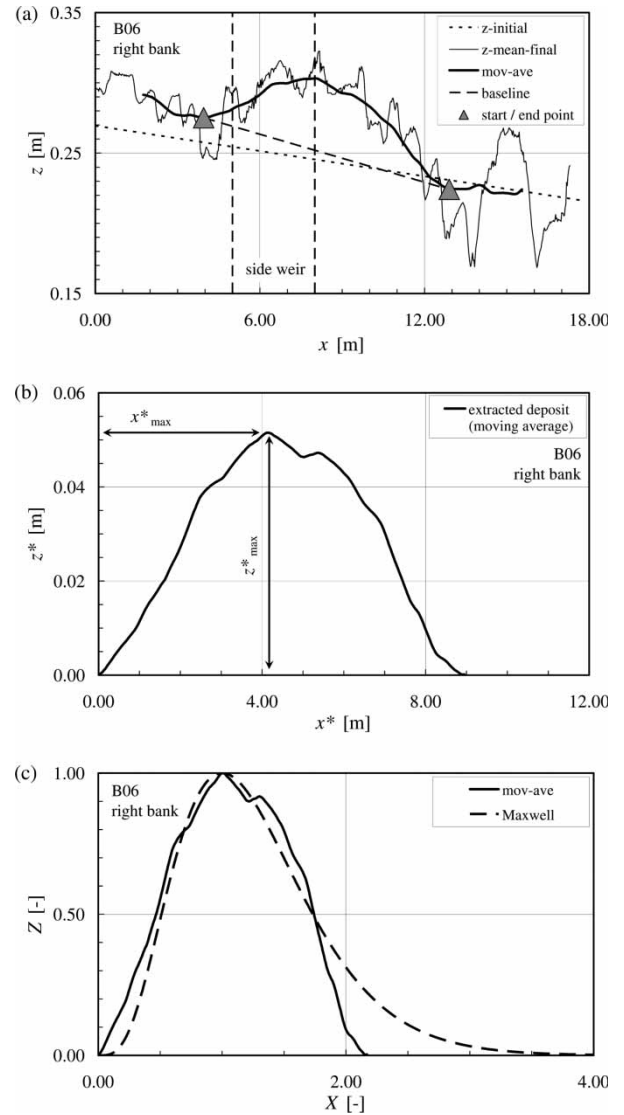 (a)
0.35
B06
right bank
z-initial
z-mean-final
mov-ave
baseline
start / end point
z [m]
0.25
side weir
0.15
0.00
6.00
12.00
18.00
x [m]
(b)
0.06
x*max
extracted deposit
(moving average)
B06
right bank
0.04
z* [m]
z*max
0.02
0.00
0.00
4.00
8.00
12.00
x* [m]
(c)
1.00
B06
right bank
mov-ave
Maxwell
Z [-]
0.50
0.00
0.00
2.00
4.00
X [-]